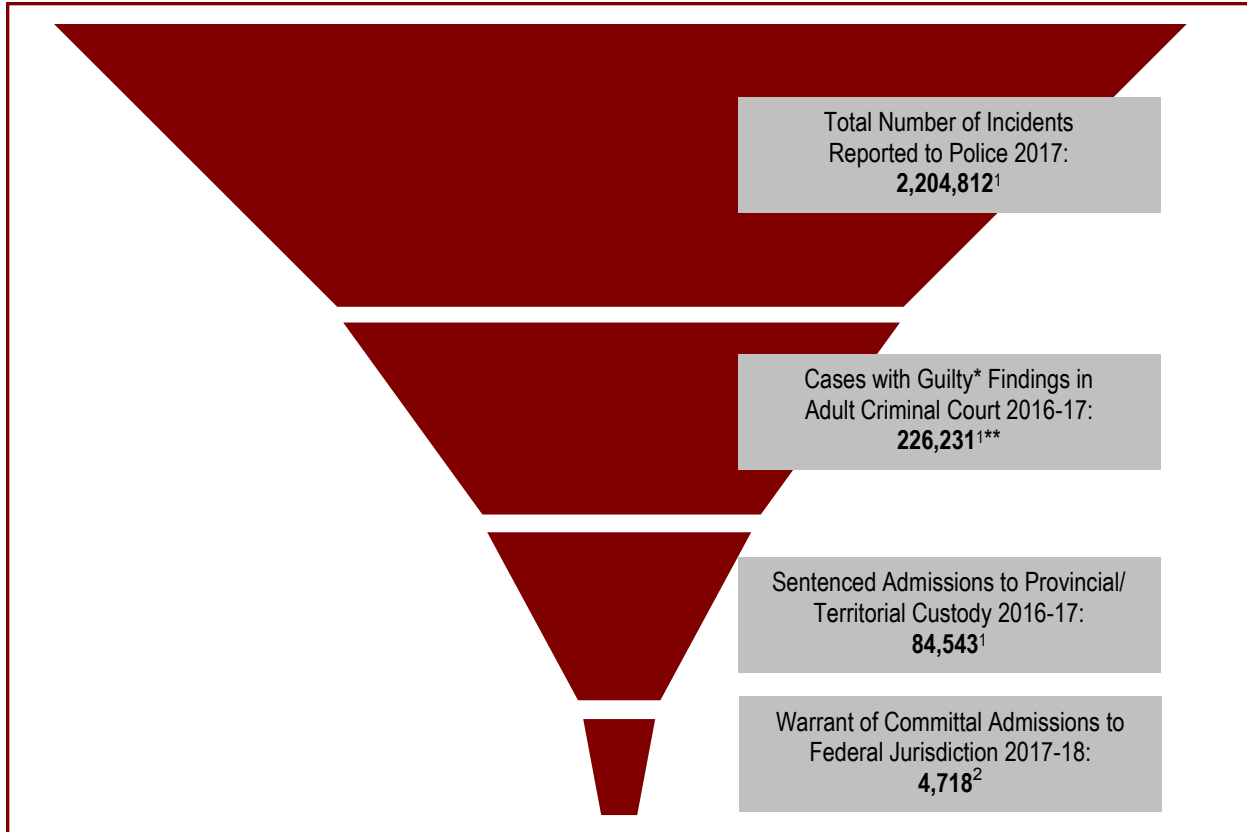 Total Number of Incidents
Reported to Police 2017:
2,204,812¹
Cases with Guilty* Findings in
Adult Criminal Court 2016-17:
226,231¹**
Sentenced Admissions to Provincial/
Territorial Custody 2016-17:
84,543¹
Warrant of Committal Admissions to
Federal Jurisdiction 2017-18:
4,718²